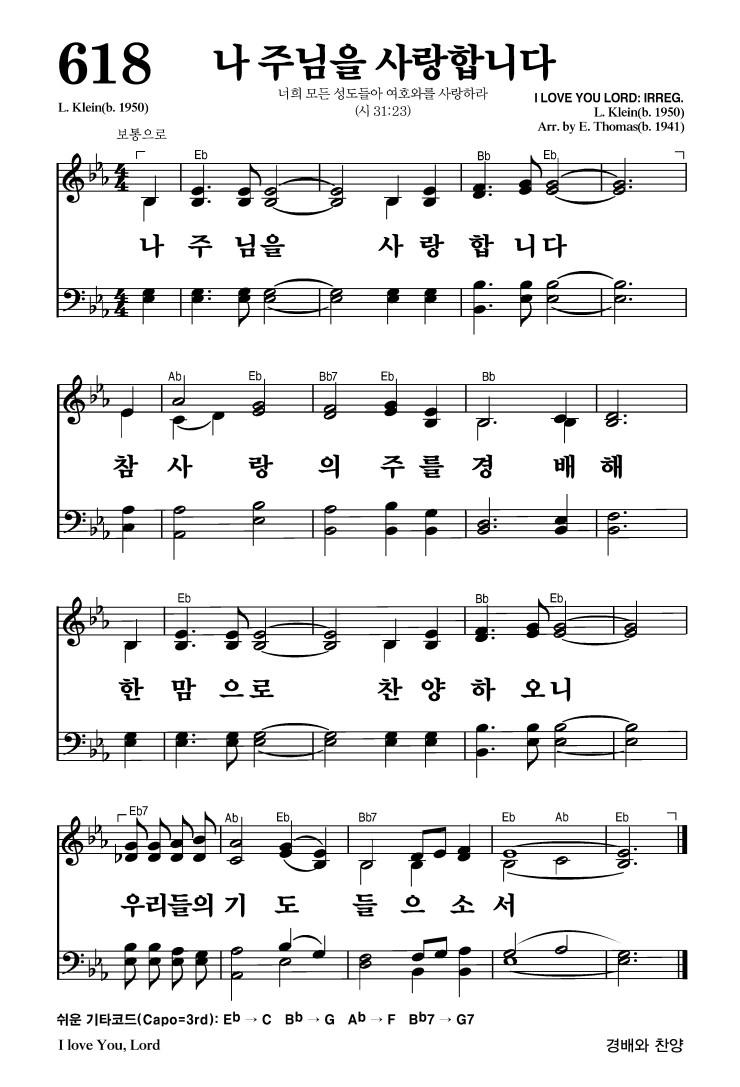 618 나 주님을 사랑합니다
너희 모든 성도들아 여호와를 사랑하라
(시 31:23)
L. Klein(b. 1950)
I LOVE YOU LORD: IRREG.
L. Klein(b. 1950)
Arr. by E. Thomas(b. 1941)
보통으로
Eb Bb Eb
나 주 님을 사 랑 합 니다
Ab Eb Bb7 Eb Bb
참 사 랑 의 주 를 경 배 해
Eb Bb Eb
한 맘 으로 찬 양 하 오니
Eb7 Ab Eb Bb7 Eb Ab Eb
우리들의 기 도 들 으 소 서
쉬운 기타코드(Capo=3rd): Eb → C Bb → G Ab → F Bb7 → G7
I love You, Lord
경배와 찬양